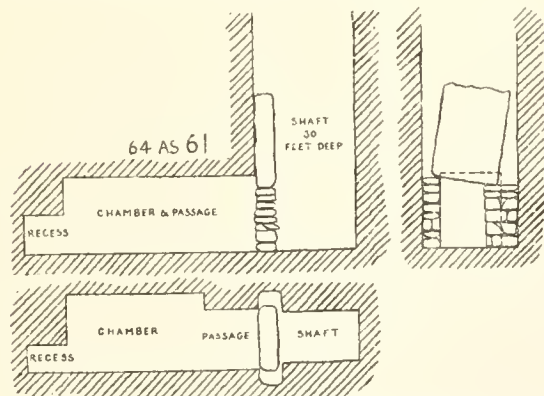 SHAFT
30
FEET DEEP
64 AS 61
CHAMBER & PASSAGE
RECESS
CHAMBER
PASSAGE
SHAFT
RECESS